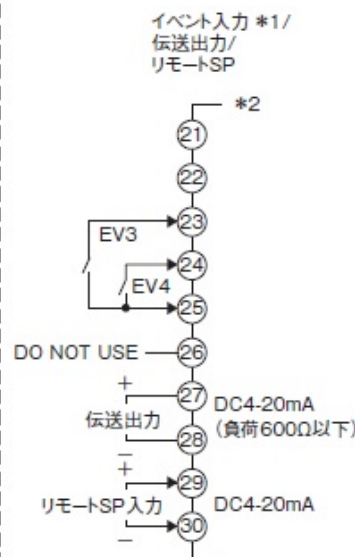 イベント入力 *1/
伝送出力/
リモートSP
*2
21
22
23
EV3
24
EV4
25
DO NOT USE
26
+
27
DC4-20mA
伝送出力
(負荷600Ω以下)
28
−
+
29
リモートSP入力
DC4-20mA
30
−